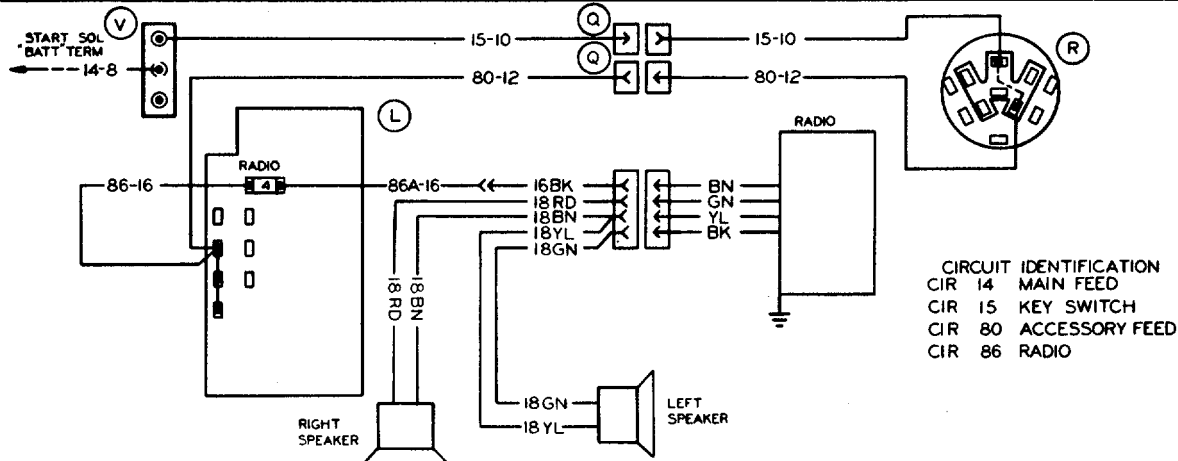 V
START SOL
"BATT" TERM
14-8
15-10
Q
15-10
R
80-12
Q
80-12
L
RADIO
RADIO
86-16
4
86A-16
16BK
BN
18RD
GN
18BN
YL
18YL
BK
18GN
18RD
18BN
CIRCUIT IDENTIFICATION
CIR 14 MAIN FEED
CIR 15 KEY SWITCH
CIR 80 ACCESSORY FEED
CIR 86 RADIO
18GN
18YL
LEFT
SPEAKER
RIGHT
SPEAKER